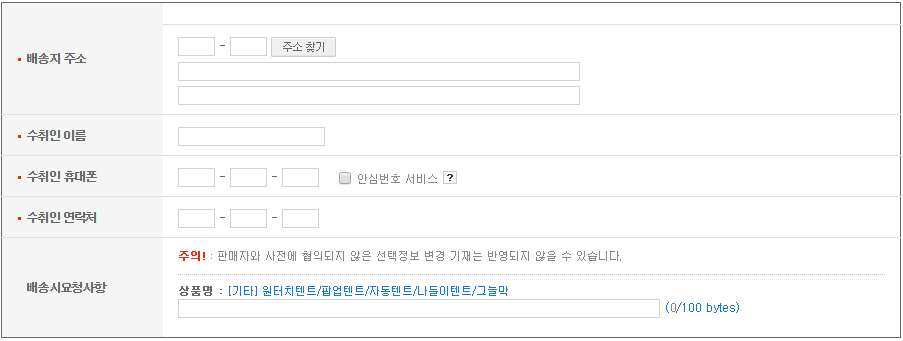 배송지 주소
- 주소 찾기
수취인 이름
수취인 휴대폰
- - 안심번호 서비스 ?
수취인 연락처
- -
배송시요청사항
주의! : 판매자와 사전에 협의되지 않은 선택정보 변경 기재는 반영되지 않을 수 있습니다.
상품명 : [기타] 원터치텐트/팝업텐트/자동텐트/나들이텐트/그늘막
(0/100 bytes)